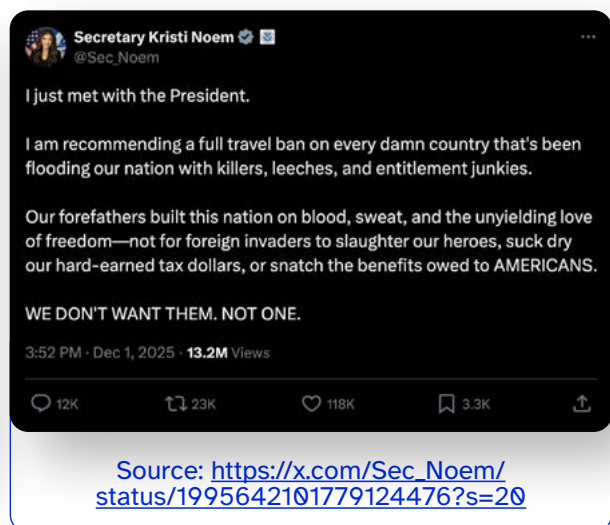 Secretary Kristi Noem
@Sec_Noem
I just met with the President.
I am recommending a full travel ban on every damn country that's been
flooding our nation with killers, leeches, and entitlement junkies.
Our forefathers built this nation on blood, sweat, and the unyielding love
of freedom—not for foreign invaders to slaughter our heroes, suck dry
our hard-earned tax dollars, or snatch the benefits owed to AMERICANS.
WE DON'T WANT THEM. NOT ONE.
3:52 PM · Dec 1, 2025 · 13.2M Views
12K 23K 118K 3.3K
Source: https://x.com/Sec_Noem/
status/1995642101779124476?s=20